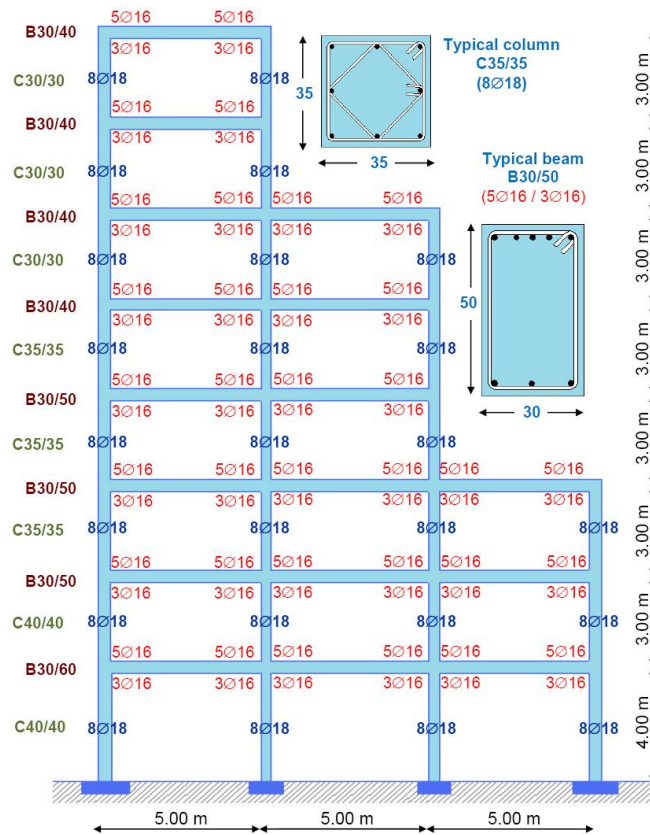 5Ø16 5Ø16
B30/40
3Ø16 3Ø16
Typical column
C35/35
(8Ø18)
3.00 m
C30/30 8Ø18 8Ø18
35
35
5Ø16 5Ø16
B30/40
3Ø16 3Ø16
3.00 m
C30/30 8Ø18 8Ø18
Typical beam
B30/50
(5Ø16 / 3Ø16)
5Ø16 5Ø16 5Ø16 5Ø16
B30/40
3Ø16 3Ø16 3Ø16 3Ø16
3.00 m
C30/30 8Ø18 8Ø18 8Ø18
50
30
5Ø16 5Ø16 5Ø16 5Ø16
B30/40
3Ø16 3Ø16 3Ø16 3Ø16
3.00 m
C35/35 8Ø18 8Ø18 8Ø18
5Ø16 5Ø16 5Ø16 5Ø16
B30/50
3Ø16 3Ø16 3Ø16 3Ø16
3.00 m
C35/35 8Ø18 8Ø18 8Ø18
5Ø16 5Ø16 5Ø16 5Ø16 5Ø16 5Ø16
B30/50
3Ø16 3Ø16 3Ø16 3Ø16 3Ø16 3Ø16
3.00 m
C35/35 8Ø18 8Ø18 8Ø18 8Ø18
5Ø16 5Ø16 5Ø16 5Ø16 5Ø16 5Ø16
B30/50
3Ø16 3Ø16 3Ø16 3Ø16 3Ø16 3Ø16
3.00 m
C40/40 8Ø18 8Ø18 8Ø18 8Ø18
5Ø16 5Ø16 5Ø16 5Ø16 5Ø16 5Ø16
B30/60
3Ø16 3Ø16 3Ø16 3Ø16 3Ø16 3Ø16
4.00 m
C40/40 8Ø18 8Ø18 8Ø18 8Ø18
5.00 m 5.00 m 5.00 m